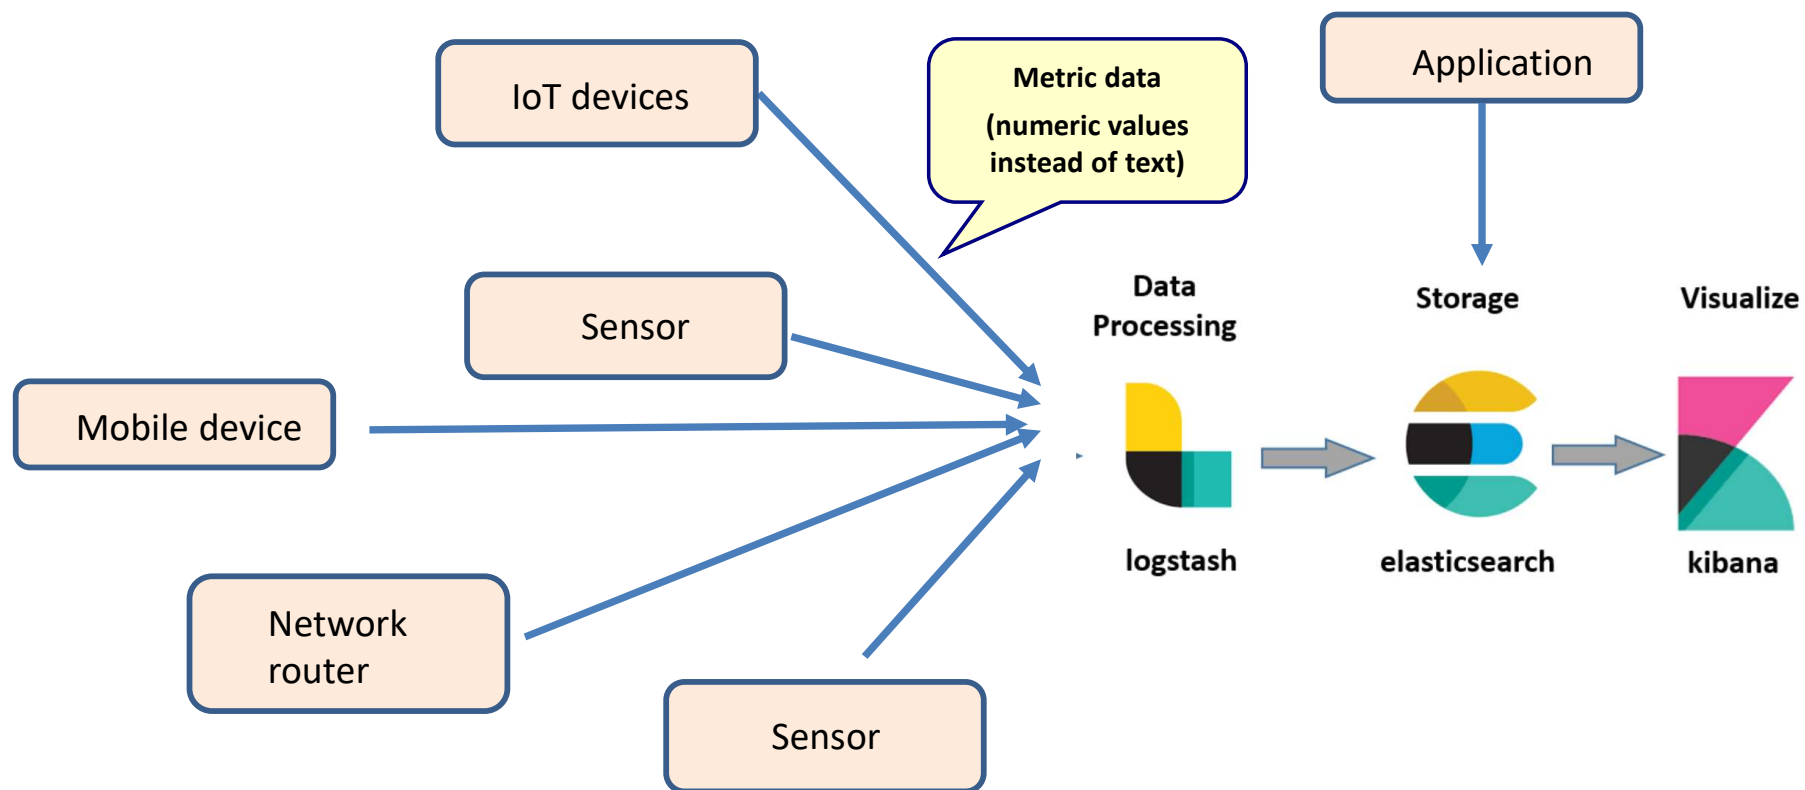 IoT devices
Metric data
(numeric values
instead of text)
Application
Sensor
Data
Processing
Storage
Visualize
Mobile device
logstash
elasticsearch
kibana
Network
router
Sensor